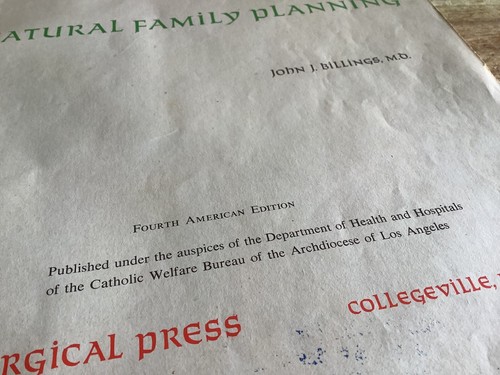 ATURAL FAMILY PLANNING
JOHN J. BILLINGS, M.D.
FOURTH AMERICAN EDITION
Published under the auspices of the Department of Health and Hospitals
of the Catholic Welfare Bureau of the Archdiocese of Los Angeles
RGICAL PRESS
COLLEGEVILLE,